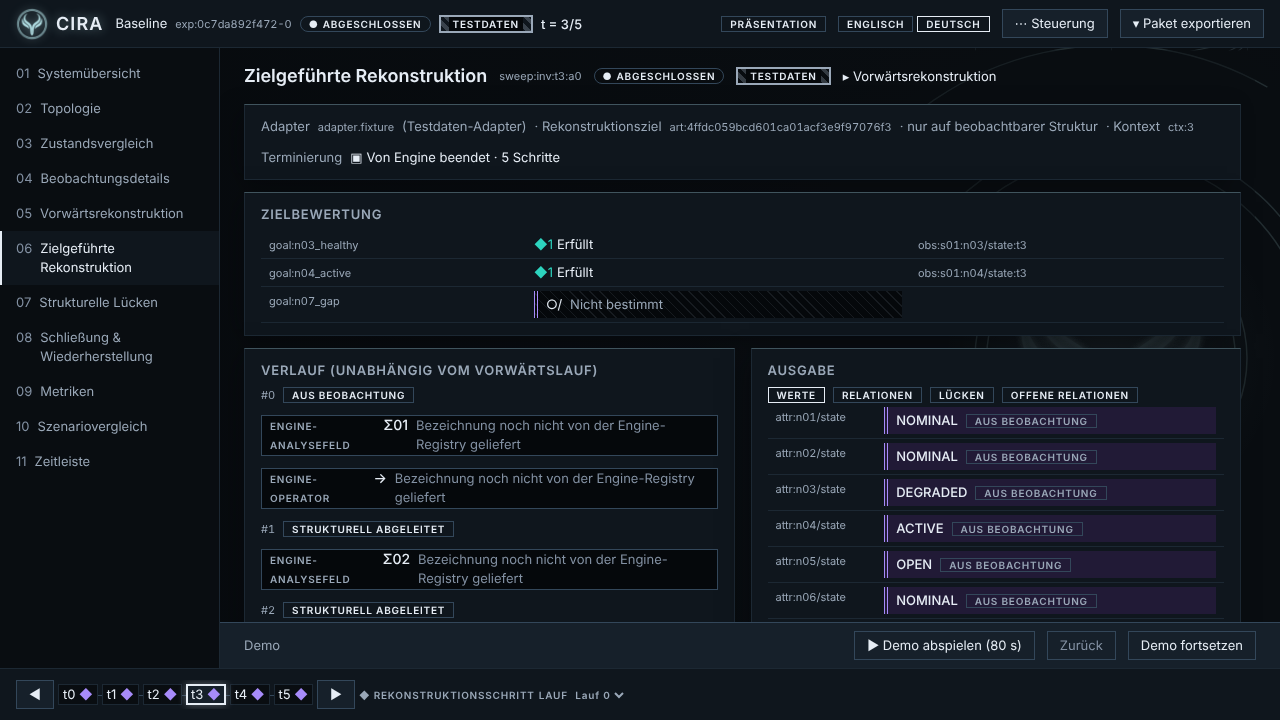 CIRA Baseline exp:0c7da892f472-0 ● ABGESCHLOSSEN TESTDATEN t = 3/5 PRÄSENTATION ENGLISCH DEUTSCH ⋯ Steuerung ▾ Paket exportieren
01 Systemübersicht
02 Topologie
03 Zustandsvergleich
04 Beobachtungsdetails
05 Vorwärtsrekonstruktion
06 Zielgeführte
Rekonstruktion
07 Strukturelle Lücken
08 Schließung &
Wiederherstellung
09 Metriken
10 Szenariovergleich
11 Zeitleiste
Zielgeführte Rekonstruktion sweep:inv:t3:a0 ● ABGESCHLOSSEN TESTDATEN ▸ Vorwärtsrekonstruktion
Adapter adapter.fixture (Testdaten-Adapter) · Rekonstruktionsziel art:4ffdc059bcd601ca01acf3e9f97076f3 · nur auf beobachtbarer Struktur · Kontext ctx:3
Terminierung ▣ Von Engine beendet · 5 Schritte
ZIELBEWERTUNG
goal:n03_healthy ◆1 Erfüllt obs:s01:n03/state:t3
goal:n04_active ◆1 Erfüllt obs:s01:n04/state:t3
goal:n07_gap ○/ Nicht bestimmt
VERLAUF (UNABHÄNGIG VOM VORWÄRTSLAUF)
#0 AUS BEOBACHTUNG
ENGINE-
ANALYSEFELD
Σ01 Bezeichnung noch nicht von der Engine-
Registry geliefert
ENGINE-
OPERATOR
→ Bezeichnung noch nicht von der Engine-Registry
geliefert
#1 STRUKTURELL ABGELEITET
ENGINE-
ANALYSEFELD
Σ02 Bezeichnung noch nicht von der Engine-
Registry geliefert
#2 STRUKTURELL ABGELEITET
AUSGABE
WERTE RELATIONEN LÜCKEN OFFENE RELATIONEN
attr:n01/state NOMINAL AUS BEOBACHTUNG
attr:n02/state NOMINAL AUS BEOBACHTUNG
attr:n03/state DEGRADED AUS BEOBACHTUNG
attr:n04/state ACTIVE AUS BEOBACHTUNG
attr:n05/state OPEN AUS BEOBACHTUNG
attr:n06/state NOMINAL AUS BEOBACHTUNG
Demo ▶ Demo abspielen (80 s) Zurück Demo fortsetzen
◀ t0 ◆ t1 ◆ t2 ◆ t3 ◆ t4 ◆ t5 ◆ ▶ ◆ REKONSTRUKTIONSSCHRITT LAUF Lauf 0